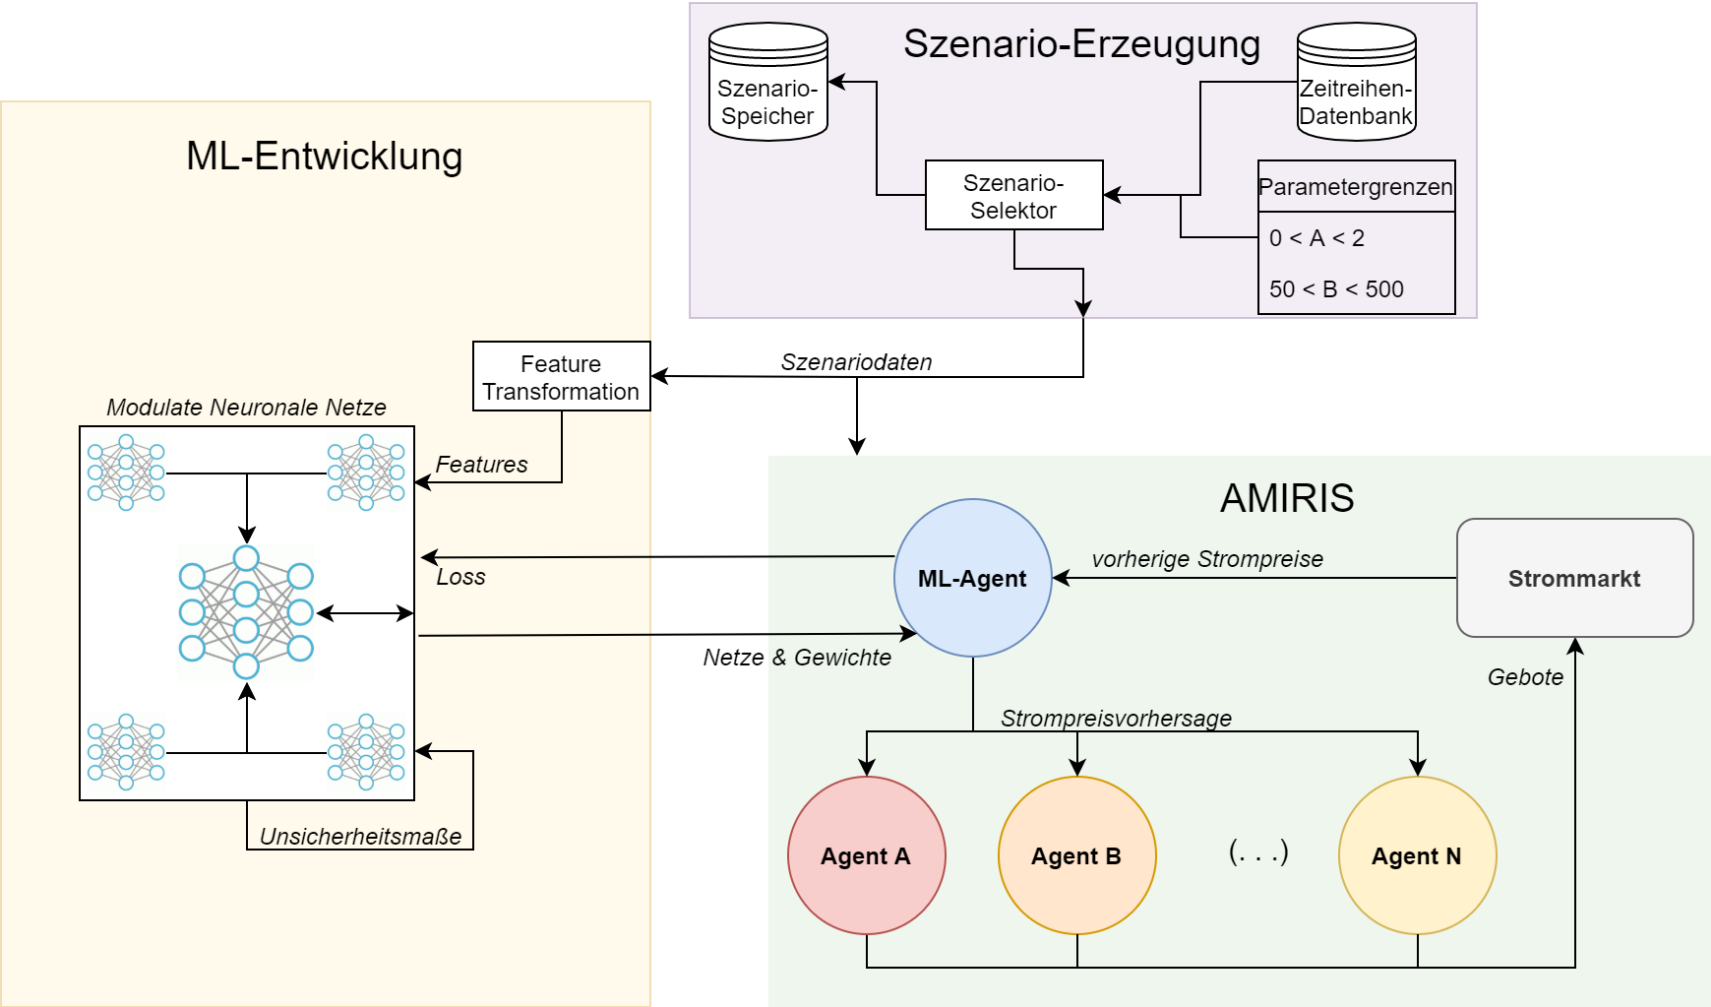 Szenario-Erzeugung
Szenario-
Speicher
Zeitreihen-
Datenbank
Szenario-
Selektor
Parametergrenzen
0 < A < 2
50 < B < 500
ML-Entwicklung
Szenariodaten
Feature
Transformation
Modulate Neuronale Netze
Features
Loss
Netze & Gewichte
Unsicherheitsmaße
AMIRIS
ML-Agent
vorherige Strompreise
Strommarkt
Gebote
Strompreisvorhersage
Agent A
Agent B
(. . .)
Agent N